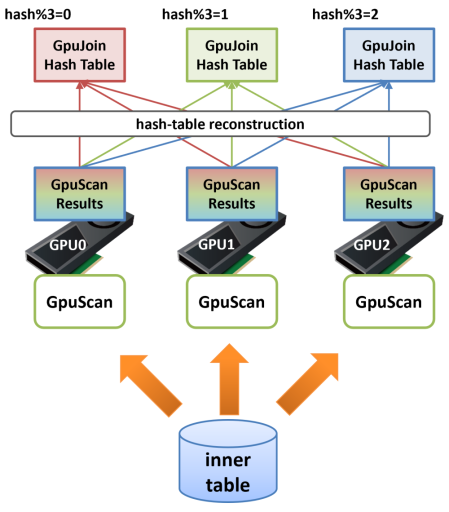 hash%3=0
hash%3=1
hash%3=2
GpuJoin
Hash Table
GpuJoin
Hash Table
GpuJoin
Hash Table
hash-table reconstruction
GpuScan
Results
GpuScan
Results
GpuScan
Results
GPU0
GPU1
GPU2
GpuScan
GpuScan
GpuScan
inner
table